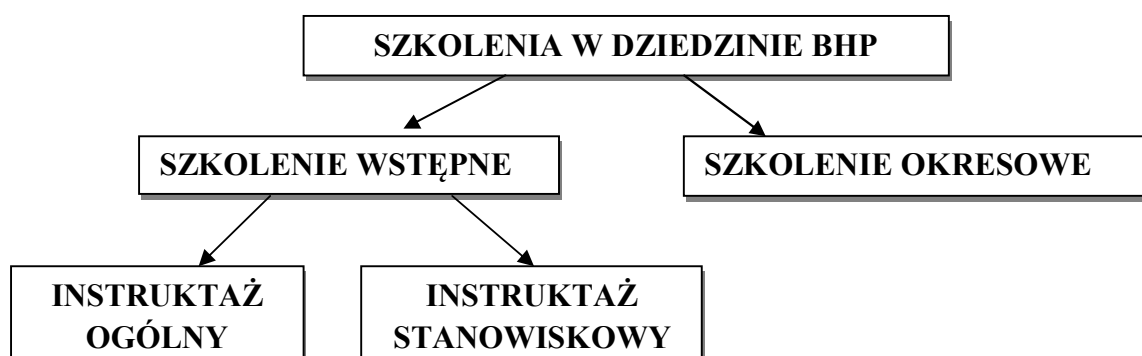 SZKOLENIA W DZIEDZINIE BHP
SZKOLENIE WSTĘPNE
SZKOLENIE OKRESOWE
INSTRUKTAŻ
OGÓLNY
INSTRUKTAŻ
STANOWISKOWY